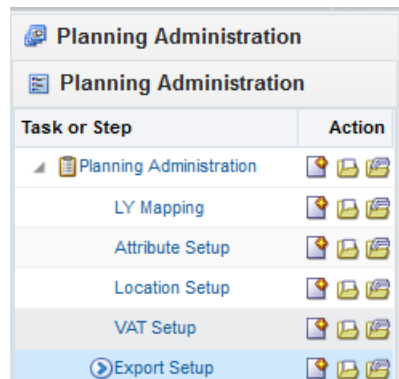 Planning Administration
Planning Administration
Task or Step Action
Planning Administration
LY Mapping
Attribute Setup
Location Setup
VAT Setup
Export Setup